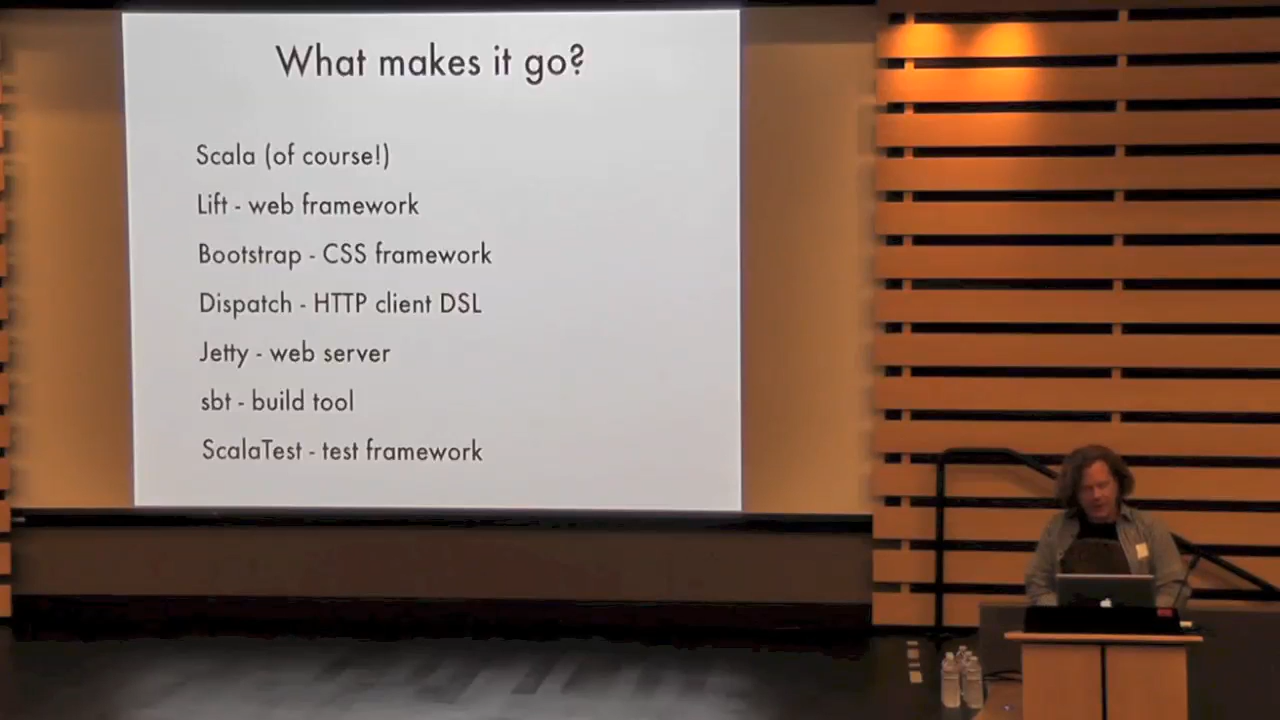 What makes it go?
Scala (of course!)
Lift - web framework
Bootstrap - CSS framework
Dispatch - HTTP client DSL
Jetty - web server
sbt - build tool
ScalaTest - test framework